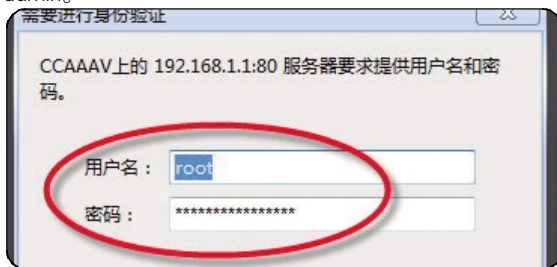 需要进行身份验证
CCAAAV上的 192.168.1.1:80 服务器要求提供用户名和密
码。
用户名： root
密码： ****************